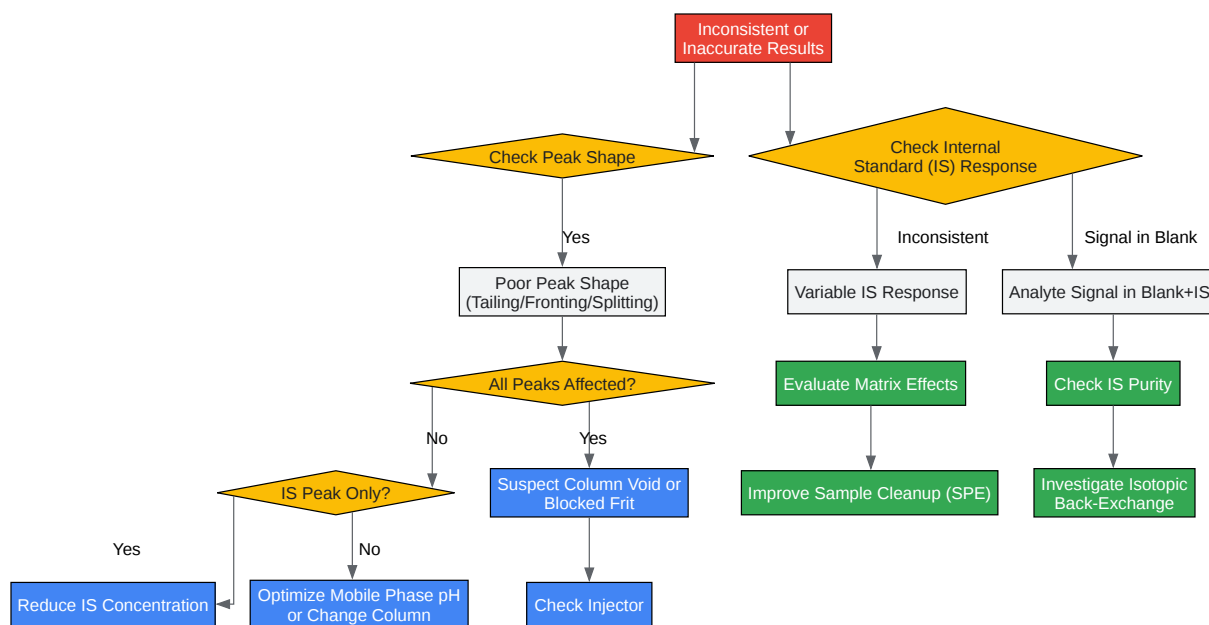 Inconsistent or
Inaccurate Results
Check Peak Shape
Check Internal
Standard (IS) Response
Yes
Inconsistent
Signal in Blank
Poor Peak Shape
(Tailing/Fronting/Splitting)
Variable IS Response
Analyte Signal in Blank+IS
All Peaks Affected?
Evaluate Matrix Effects
Check IS Purity
No
Yes
IS Peak Only?
Suspect Column Void or
Blocked Frit
Improve Sample Cleanup (SPE)
Investigate Isotopic
Back-Exchange
Yes
No
Reduce IS Concentration
Optimize Mobile Phase pH
or Change Column
Check Injector